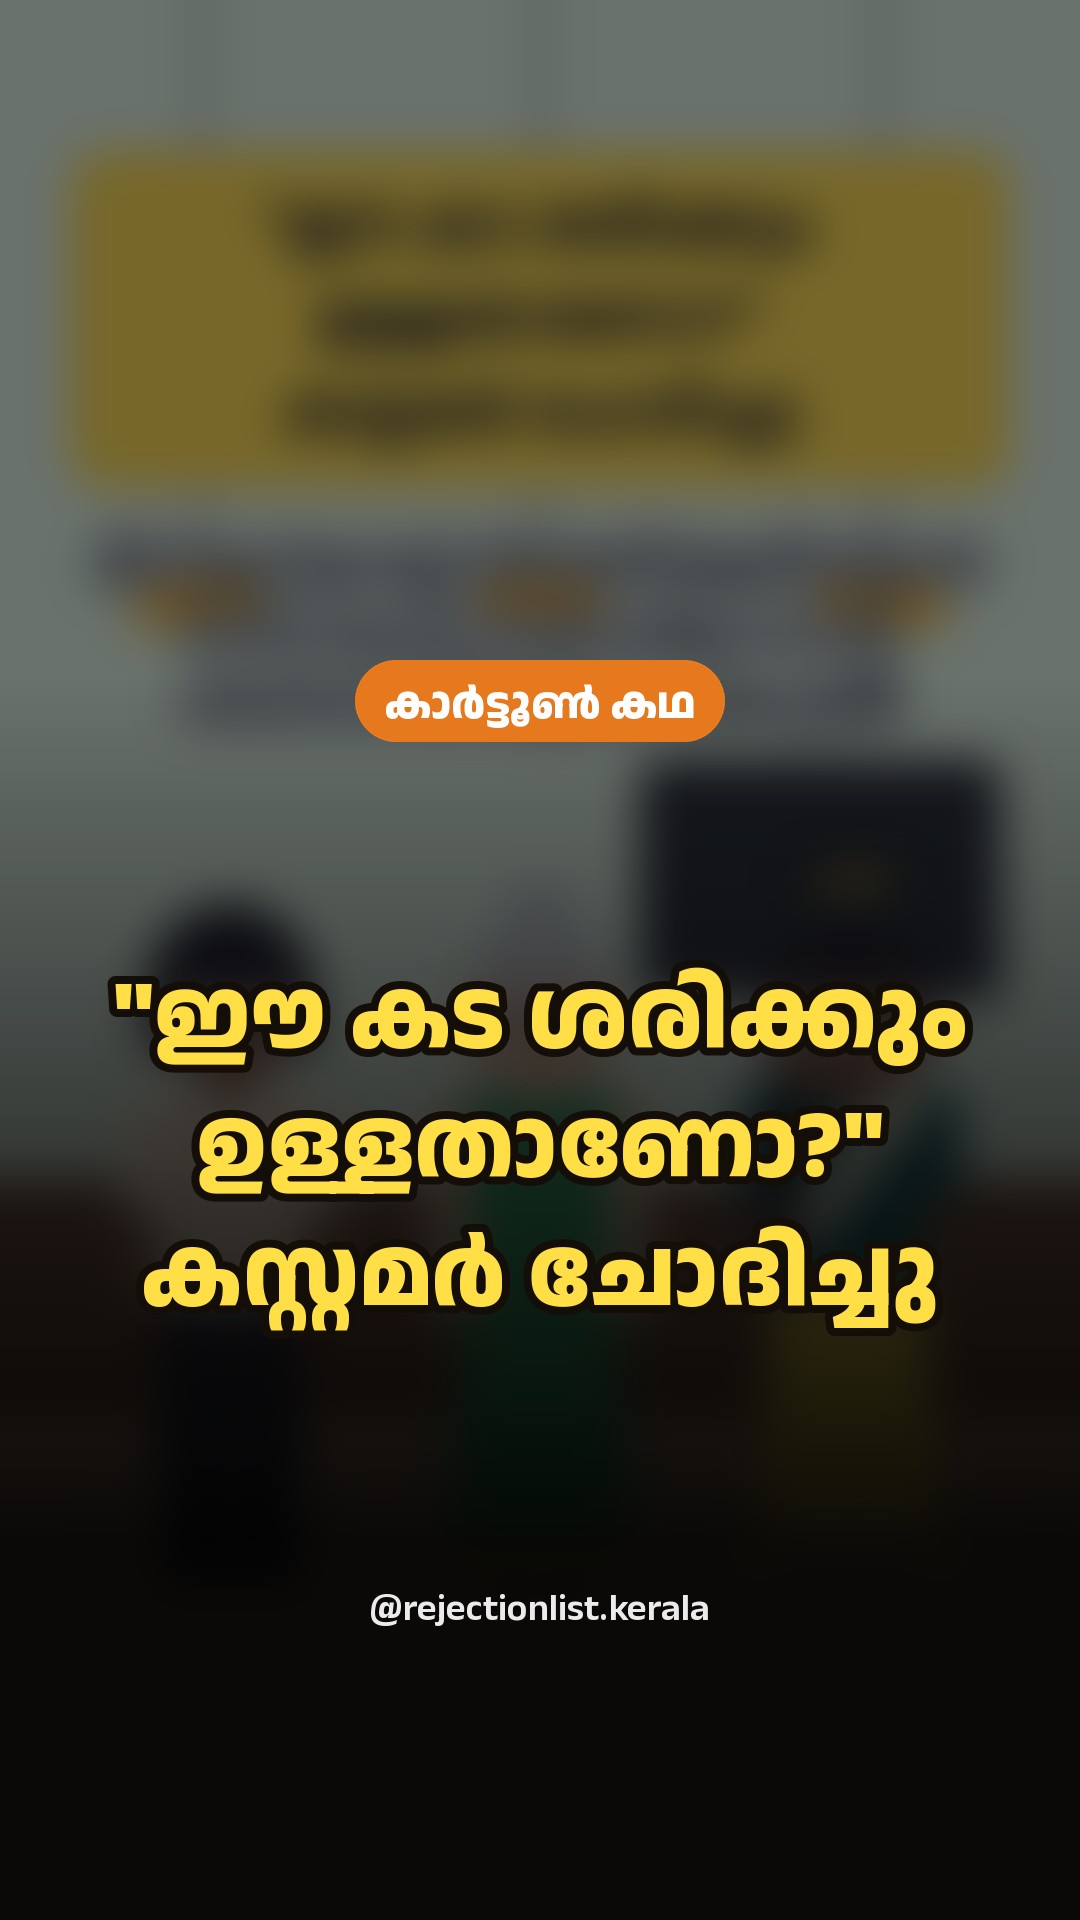 കാർട്ടൂൺ കഥ
"ഈ കട ശരിക്കും
ഉള്ളതാണോ?"
കസ്റ്റമർ ചോദിച്ചു
@rejectionlist.kerala